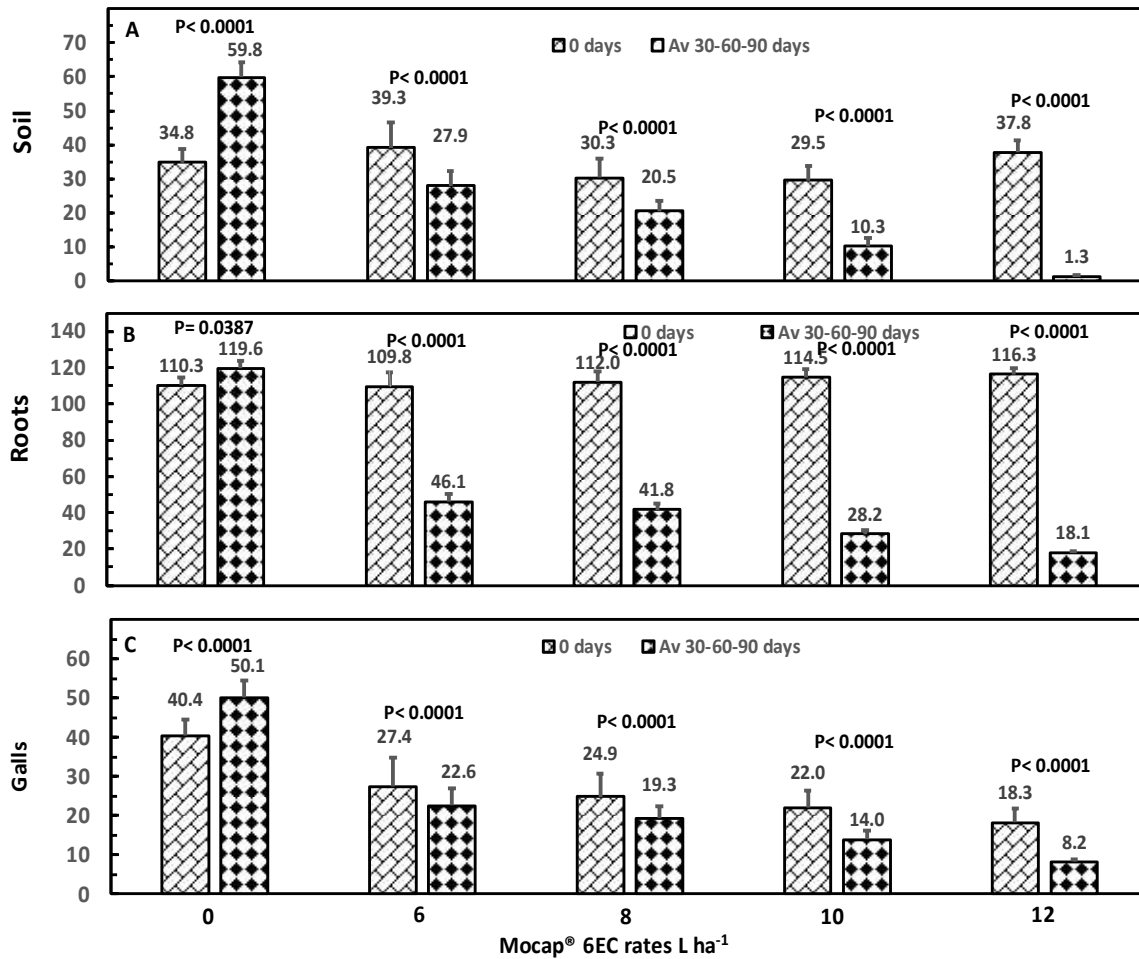 A
P< 0.0001
59.8
0 days
Av 30-60-90 days
P< 0.0001
P< 0.0001
P< 0.0001
P< 0.0001
34.8
39.3
27.9
30.3
20.5
29.5
10.3
37.8
1.3
Soil
70
60
50
40
30
20
10
0
B
P= 0.0387
0 days
Av 30-60-90 days
P< 0.0001
P< 0.0001
P< 0.0001
P< 0.0001
110.3
119.6
109.8
46.1
112.0
41.8
114.5
28.2
116.3
18.1
Roots
140
120
100
80
60
40
20
0
C
P< 0.0001
0 days
Av 30-60-90 days
P< 0.0001
P< 0.0001
P< 0.0001
P< 0.0001
40.4
50.1
27.4
22.6
24.9
19.3
22.0
14.0
18.3
8.2
Galls
60
50
40
30
20
10
0
0 6 8 10 12
Mocap® 6EC rates L ha⁻¹